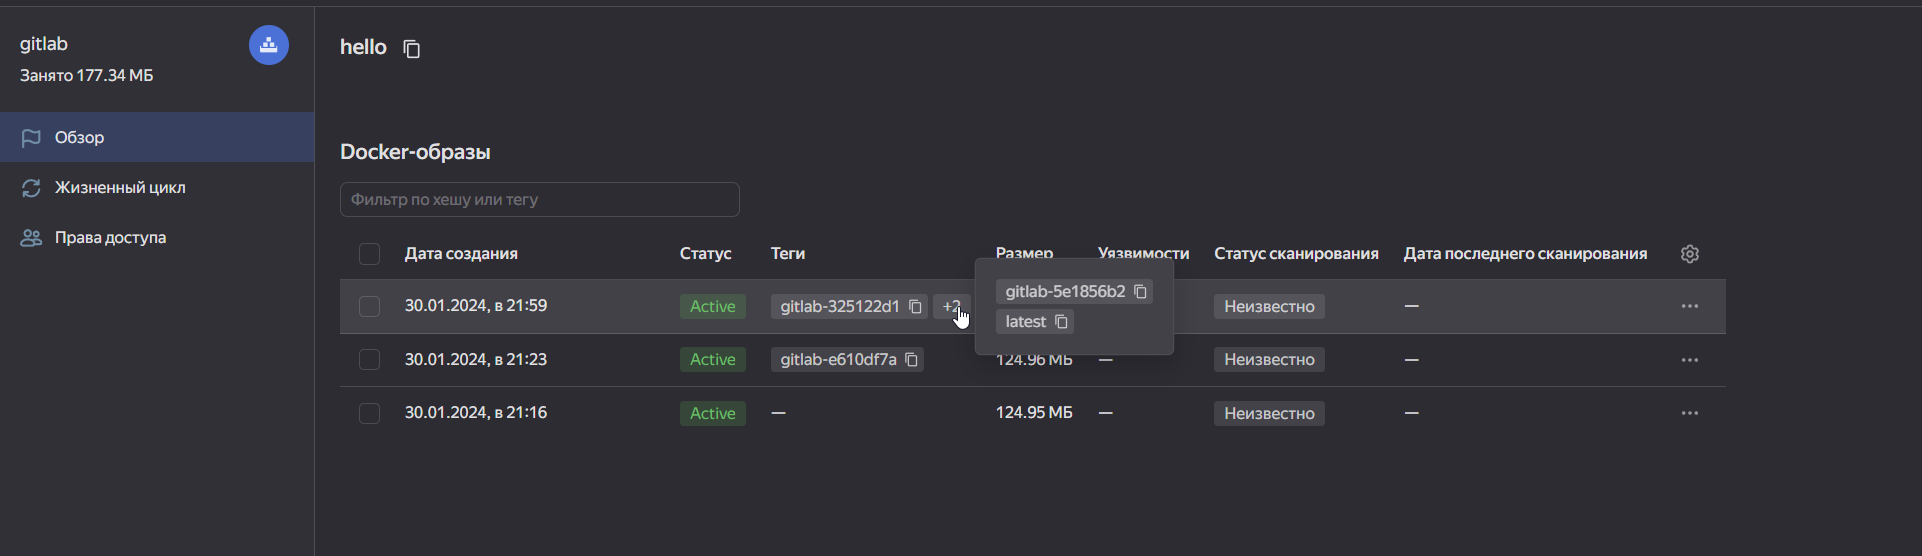 gitlab
Занято 177.34 МБ
Обзор
Жизненный цикл
Права доступа
hello
Docker-образы
Фильтр по хешу или тегу
Дата создания Статус Теги Размер Уязвимости Статус сканирования Дата последнего сканирования
30.01.2024, в 21:59 Active gitlab-325122d1 +2 Неизвестно —
gitlab-5e1856b2
latest
30.01.2024, в 21:23 Active gitlab-e610df7a 124.96 МБ — Неизвестно —
30.01.2024, в 21:16 Active — 124.95 МБ — Неизвестно —